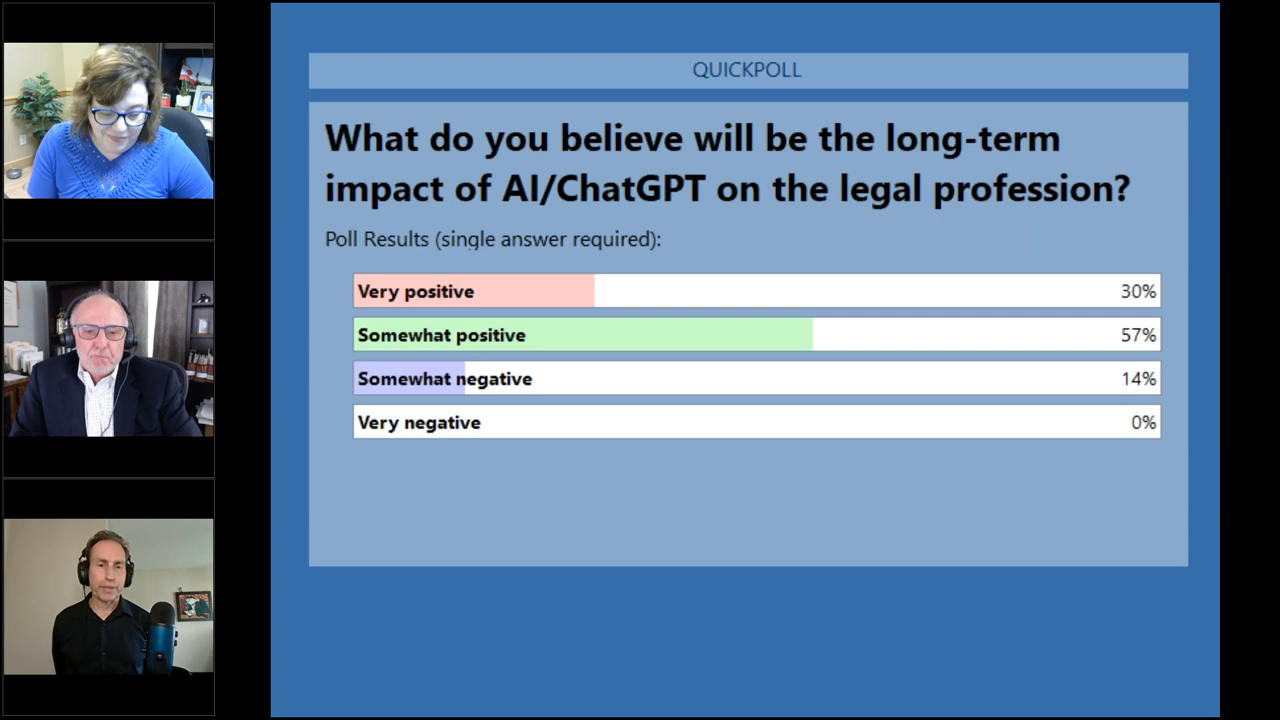 QUICKPOLL
What do you believe will be the long-term
impact of AI/ChatGPT on the legal profession?
Poll Results (single answer required):
Very positive 30%
Somewhat positive 57%
Somewhat negative 14%
Very negative 0%